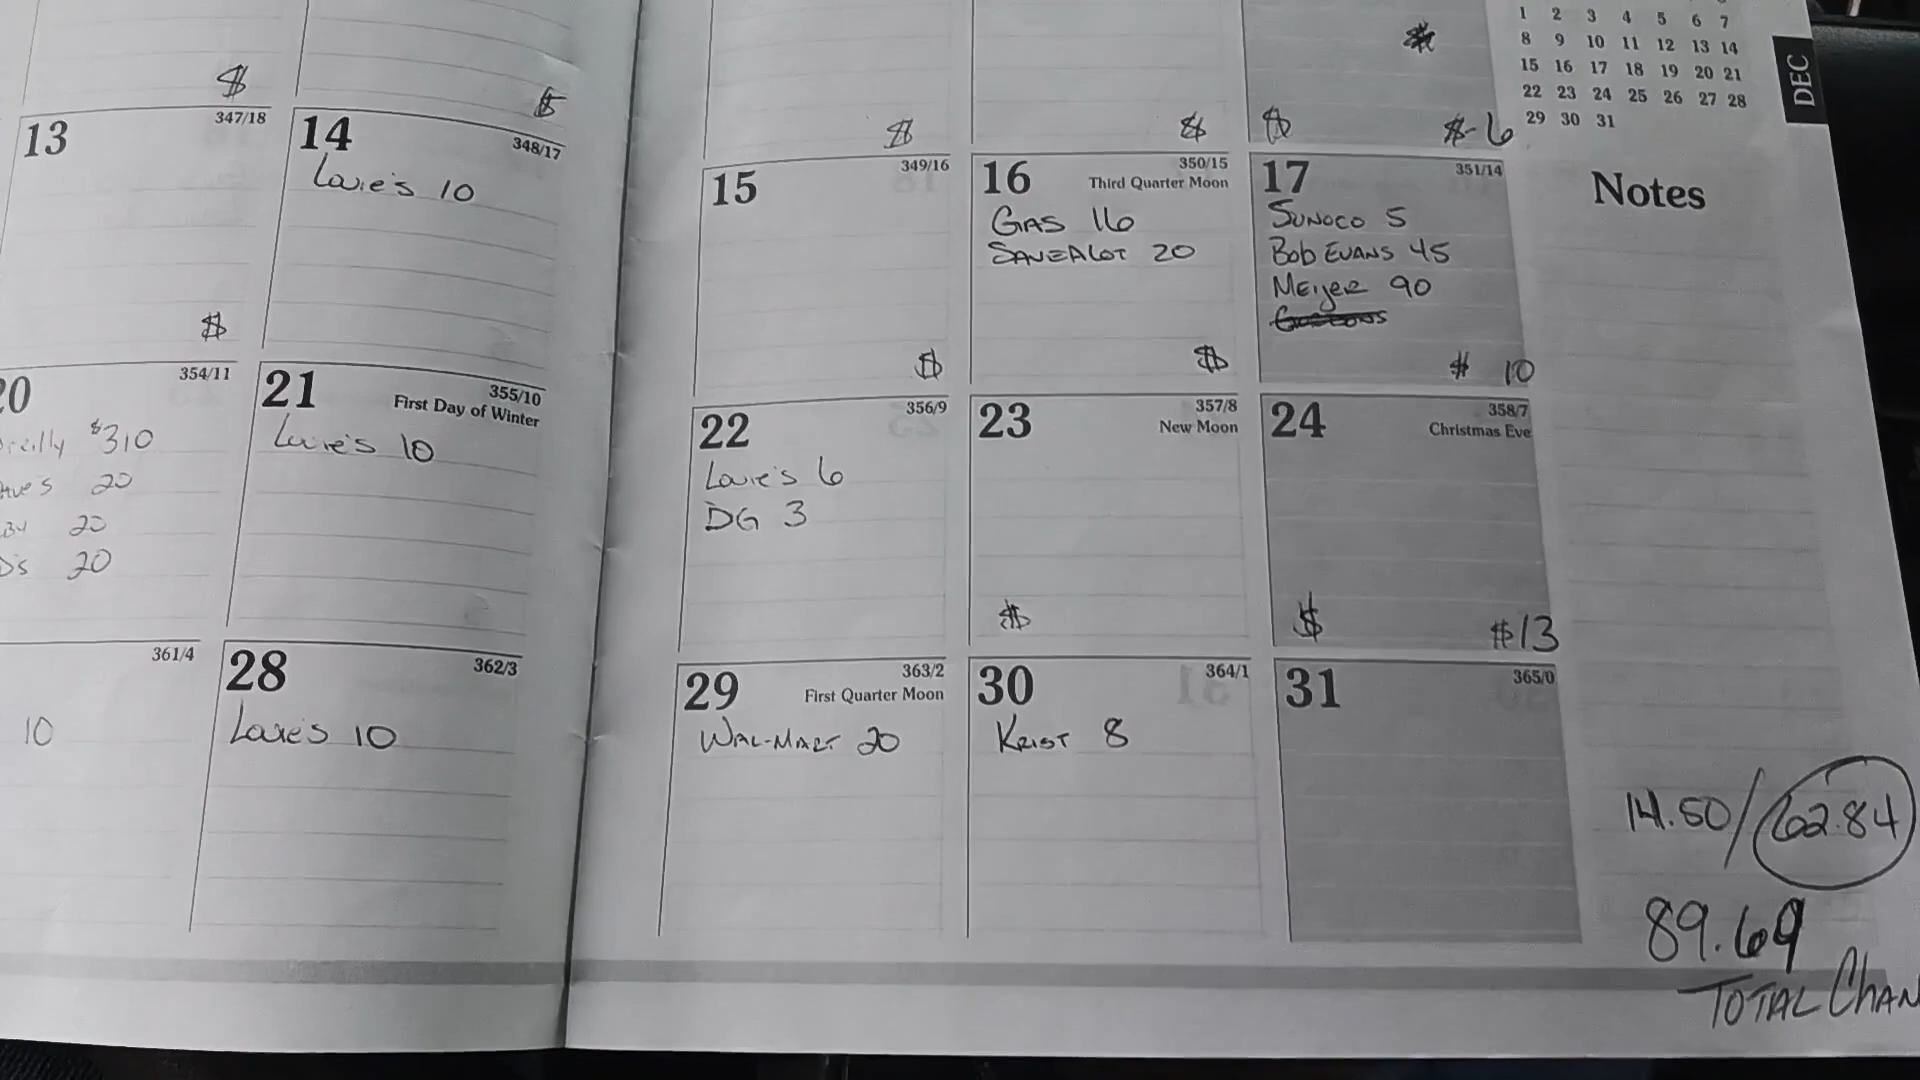 1 2 3 4 5 6 7
8 9 10 11 12 13 14
15 16 17 18 19 20 21
22 23 24 25 26 27 28
29 30 31
DEC
$
$
$
$
$
$-6
13
347/18
$
14
348/17
Louie's 10
15
349/16
$
16
350/15
Third Quarter Moon
Gas 16
SaveAlot 20
$
17
351/14
Sunoco 5
Bob Evans 45
Meijer 90
$ 10
Notes
20
354/11
$310
20
20
20
21
355/10
First Day of Winter
Louie's 10
22
356/9
Louie's 6
DG 3
23
357/8
New Moon
$
24
358/7
Christmas Eve
$
$13
361/4
10
28
362/3
Louie's 10
29
363/2
First Quarter Moon
Wal-Mart 20
30
364/1
Krist 8
31
365/0
14.50/62.84
89.69
Total Chan